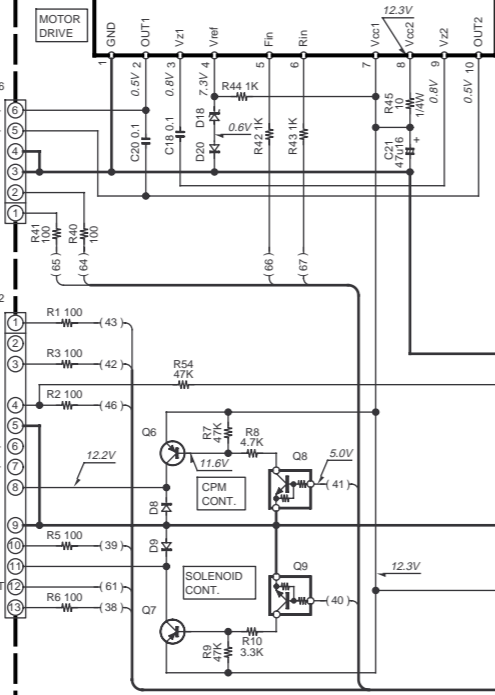 12.3V
MOTOR
DRIVE
GND
OUT1
Vz1
Vref
Fin
Rin
Vcc1
Vcc2
Vz2
OUT2
1
2
3
4
5
6
7
8
9
10
0.5V
0.8V
7.3V
0.8V
0.5V
R44 1K
R45
10
1/4W
C20 0.1
C18 0.1
D18
0.6V
D20
R42 1K
R43 1K
C21
47u16
+
6
6
5
4
3
2
1
R41
100
R40
100
(65)
(64)
(66)
(67)
2
1
R1 100
(43)
2
3
R3 100
(42)
R54
47K
4
R2 100
(46)
5
6
7
8
12.2V
Q6
R7
47K
R8
4.7K
11.6V
CPM
CONT.
Q8
5.0V
(41)
D8
9
10
R5 100
(39)
D9
11
T
12
(61)
SOLENOID
CONT.
Q9
12.3V
13
R6 100
(38)
(40)
Q7
R9
47K
R10
3.3K